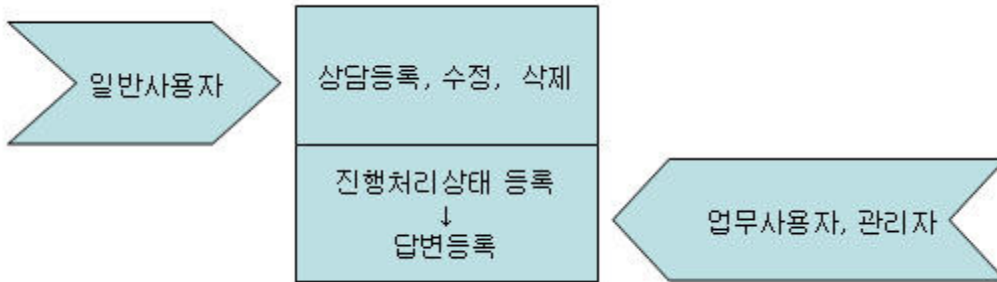 일반사용자
상담등록, 수정, 삭제
진행처리상태 등록
↓
답변등록
업무사용자, 관리자